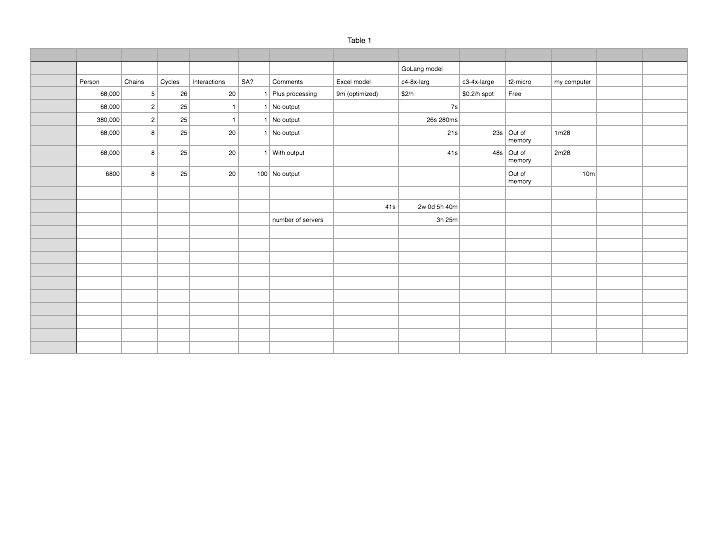 Table 1
GoLang model
Person Chains Cycles Interactions SA? Comments Excel model c4-8x-larg c3-4x-large t2-micro my computer
68,000 5 26 20 1 Plus processing 9m (optimized) $2/h $0.2/h spot Free
68,000 2 25 1 1 No output 7s
380,000 2 25 1 1 No output 26s 280ms
68,000 8 25 20 1 No output 21s 23s Out of memory 1m26
68,000 8 25 20 1 With output 41s 48s Out of memory 2m26
6800 8 25 20 100 No output Out of memory 10m
41s 2w 0d 5h 40m
number of servers 3h 25m